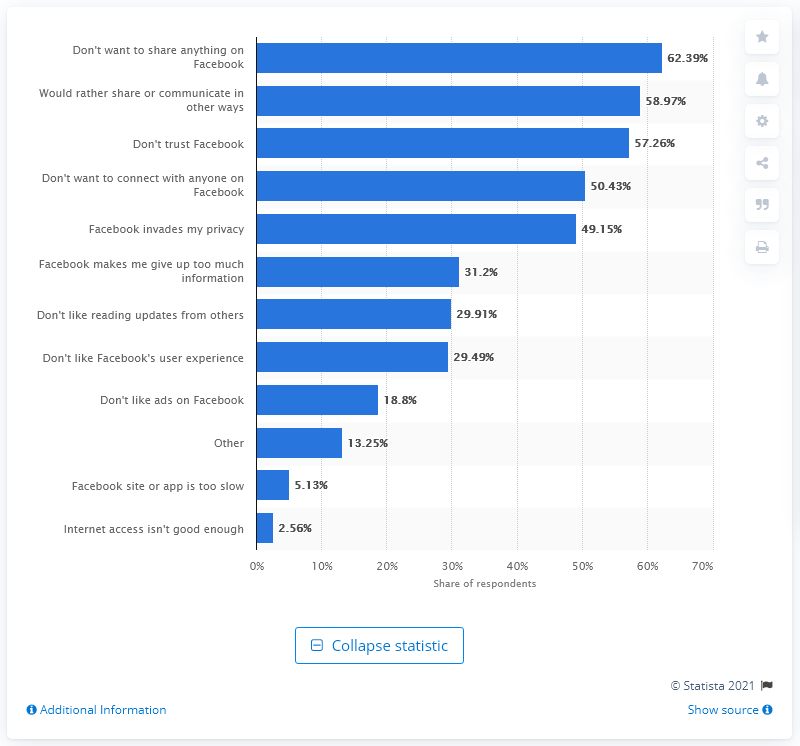 Don't want to share anything on
Facebook
62.39%
Would rather share or communicate in
other ways
58.97%
Don't trust Facebook
57.26%
Don't want to connect with anyone on
Facebook
50.43%
Facebook invades my privacy
49.15%
Facebook makes me give up too much
information
31.2%
Don't like reading updates from others
29.91%
Don't like Facebook's user experience
29.49%
Don't like ads on Facebook
18.8%
Other
13.25%
Facebook site or app is too slow
5.13%
Internet access isn't good enough
2.56%
0% 10% 20% 30% 40% 50% 60% 70%
Share of respondents
Collapse statistic
© Statista 2021
Additional Information
Show source